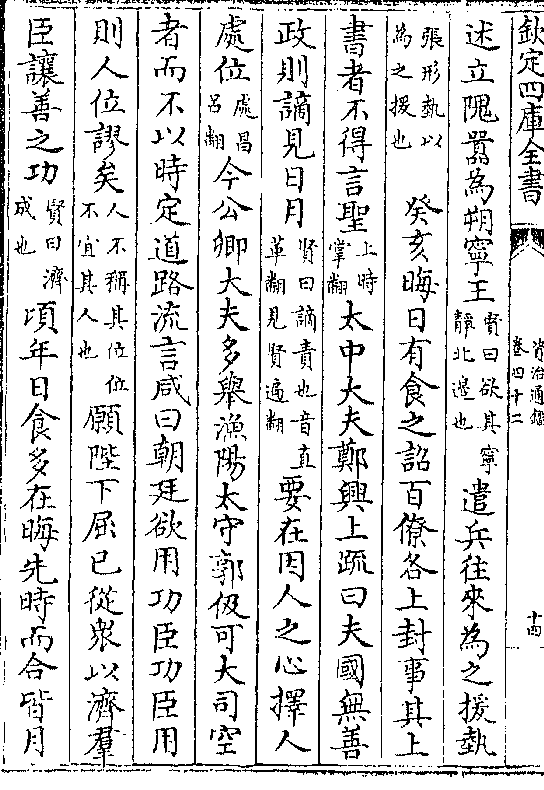 欽定四庫全書
資治通鑑
卷四十二
十四
述立隗囂為朔寧王賢曰欲其寧靜北邊也遣兵往來為之援埶
張形埶以為之援也癸亥晦日有食之詔百僚各上封事其上
書者不得言聖上時掌翻太中大夫鄭興上疏曰夫國無善
政則謫見日月賢曰謫責也音直革翻見賢遍翻要在因人之心擇人
處位處昌呂翻今公卿大夫多舉漁陽太守郭伋可大司空
者而不以時定道路流言咸曰朝廷欲用功臣功臣用
則人位謬矣人不稱其位位不宜其人也願陛下屈己從衆以濟羣
臣讓善之功賢曰濟成也頃年日食多在晦先時而合皆月